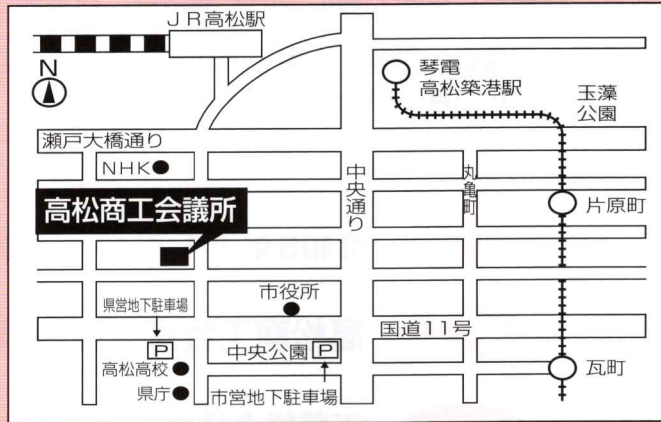 JR高松駅
N
琴電
高松築港駅
玉藻
公園
瀬戸大橋通り
NHK
中央通り
丸亀町
高松商工会議所
片原町
県営地下駐車場
市役所
国道11号
P
中央公園
P
高松高校
県庁
市営地下駐車場
瓦町